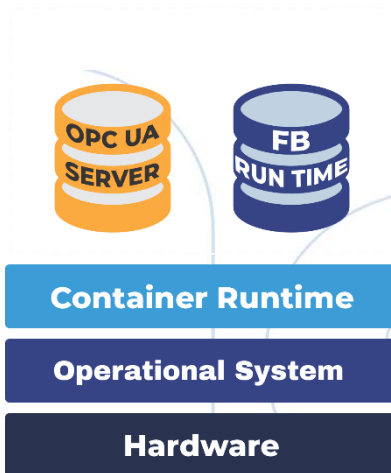 OPC UA
SERVER
FB
RUN TIME
Container Runtime
Operational System
Hardware